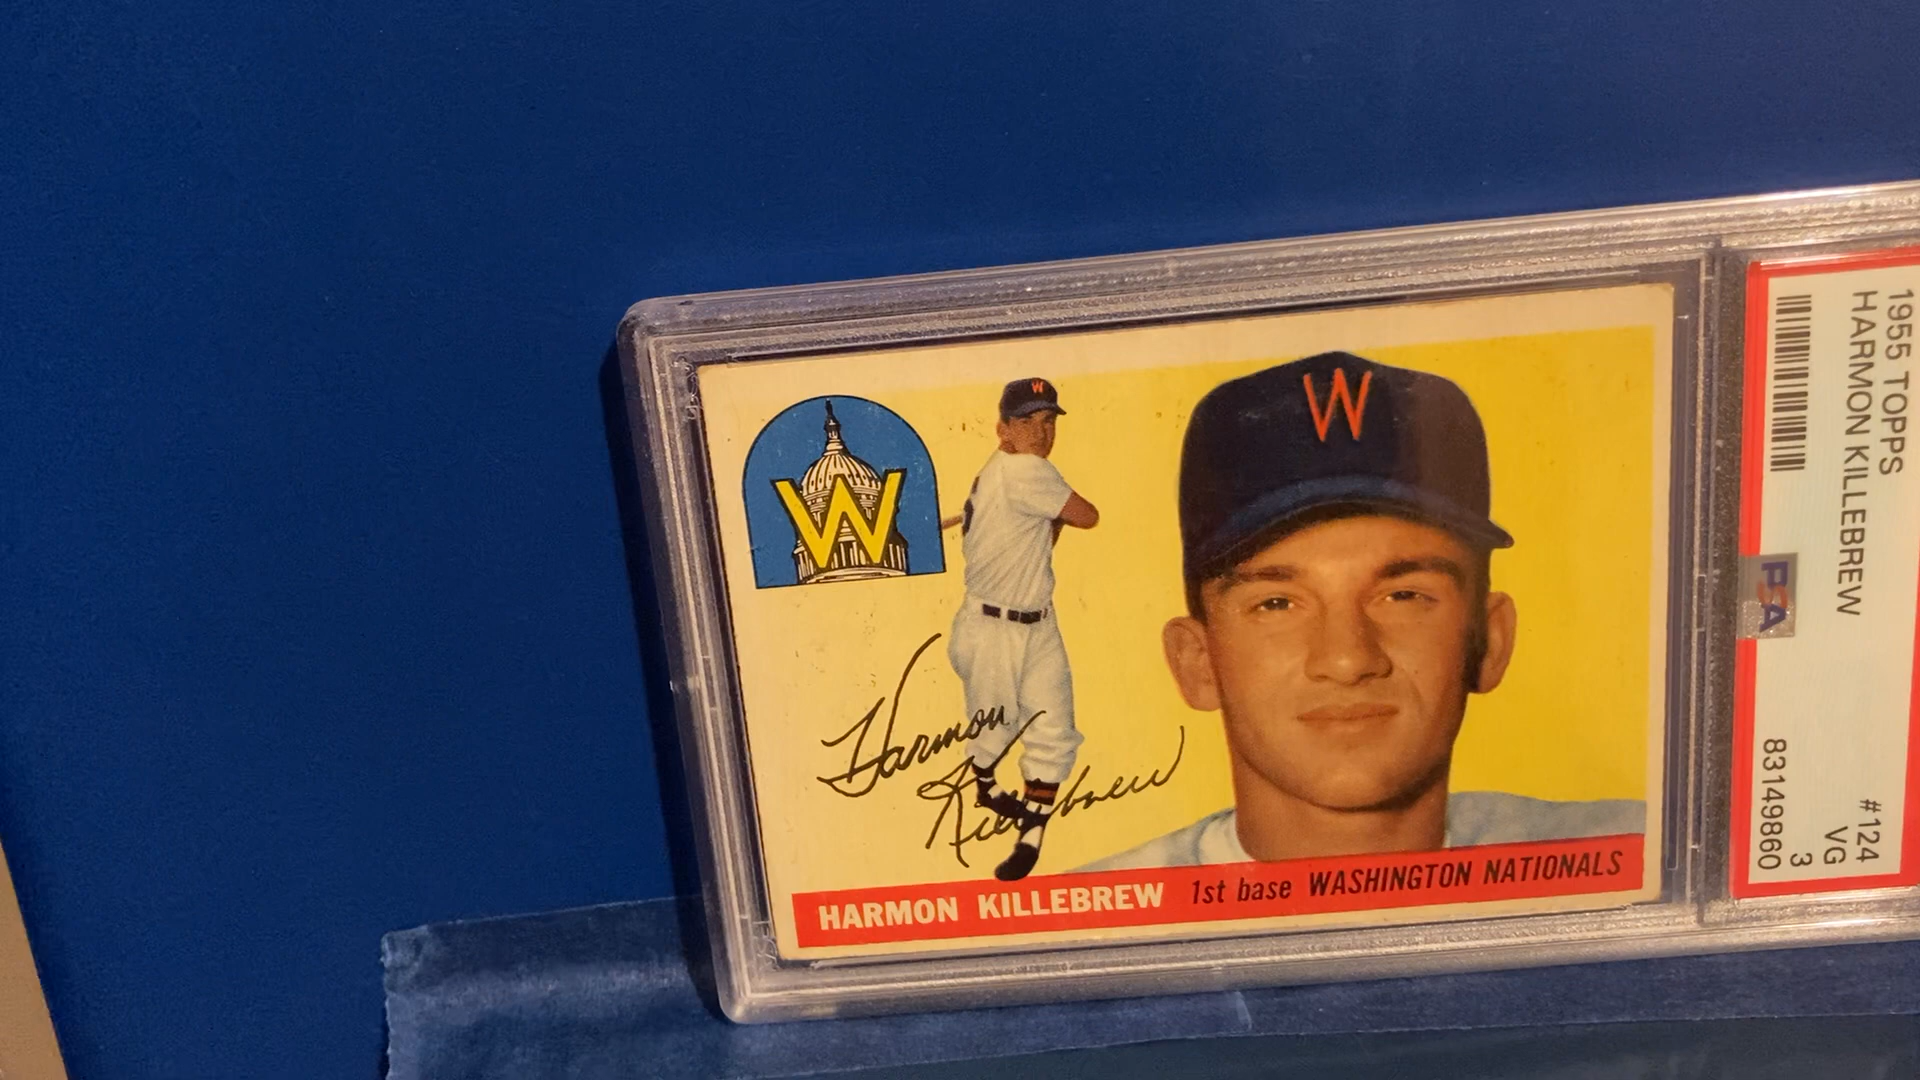 W
W
W
Harmon
Killebrew
HARMON KILLEBREW 1st base WASHINGTON NATIONALS
1955 TOPPS
HARMON KILLEBREW
#124
VG
3
PSA
83149860